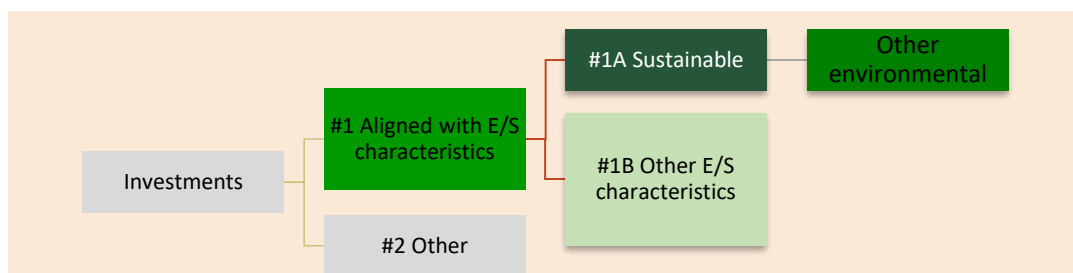 Investments
#1 Aligned with E/S
characteristics
#2 Other
#1A Sustainable
#1B Other E/S
characteristics
Other
environmental